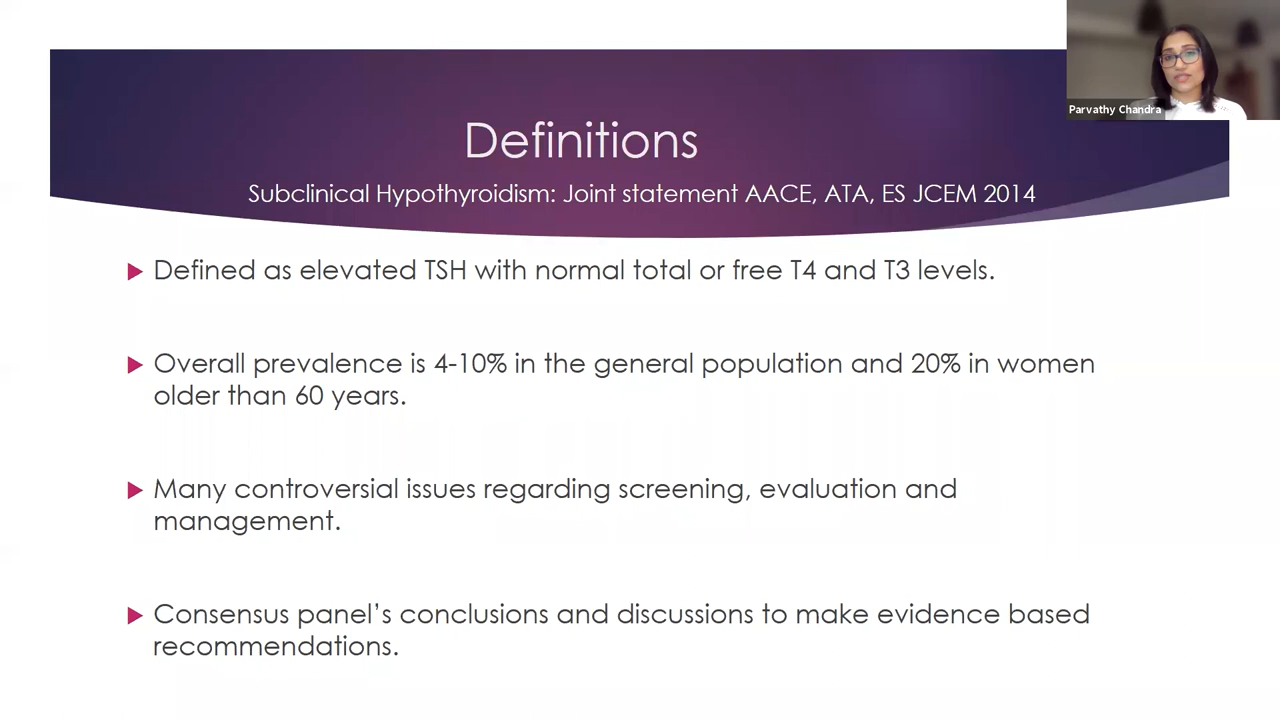 Parvathy Chandra
Definitions
Subclinical Hypothyroidism: Joint statement AACE, ATA, ES JCEM 2014
Defined as elevated TSH with normal total or free T4 and T3 levels.
Overall prevalence is 4-10% in the general population and 20% in women
older than 60 years.
Many controversial issues regarding screening, evaluation and
management.
Consensus panel’s conclusions and discussions to make evidence based
recommendations.